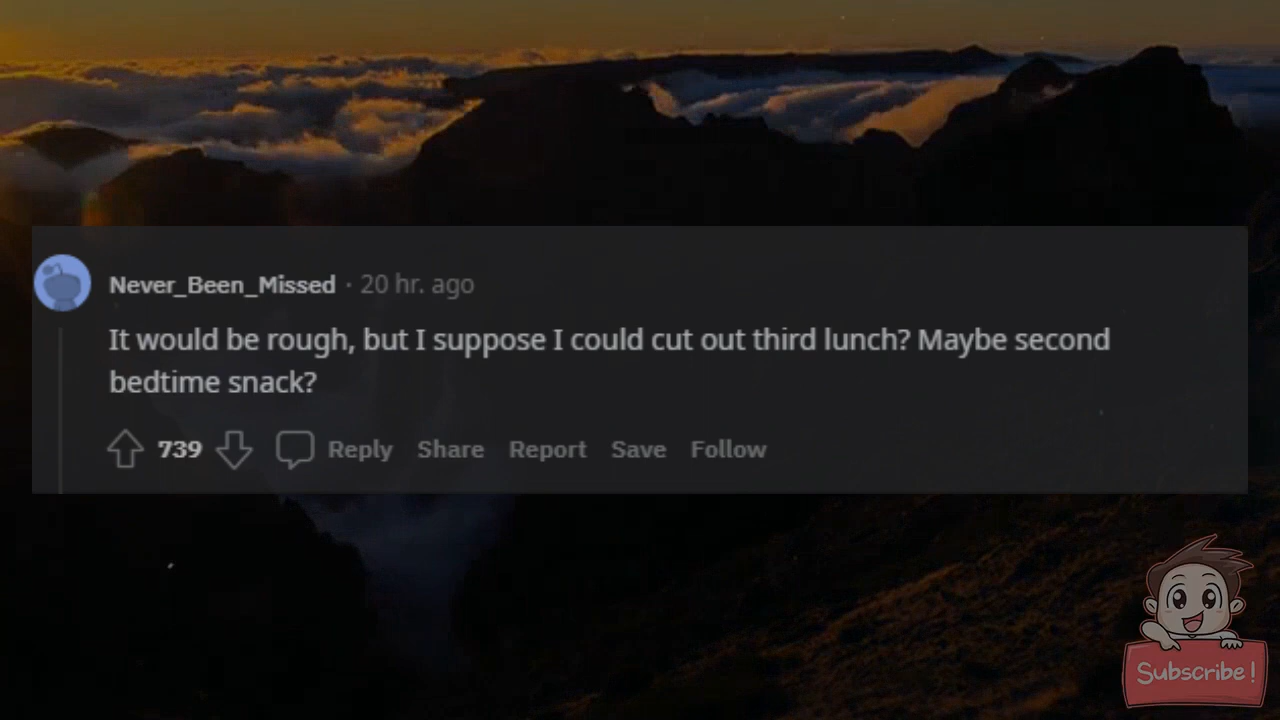 Never_Been_Missed · 20 hr. ago
It would be rough, but I suppose I could cut out third lunch? Maybe second
bedtime snack?
739 Reply Share Report Save Follow
Subscribe!